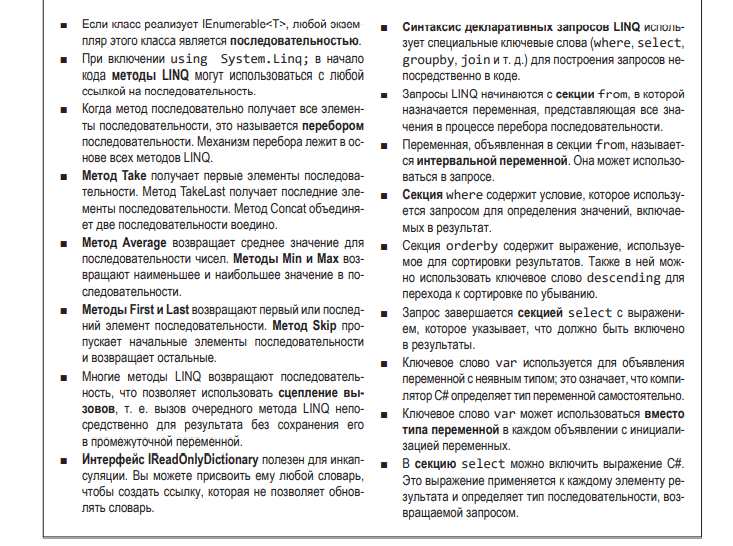 ■ Если класс реализует IEnumerable<T>, любой экзем-
пляр этого класса является последовательностью.
■ При включении using System.Linq; в начало
кода методы LINQ могут использоваться с любой
ссылкой на последовательность.
■ Когда метод последовательно получает все элемен-
ты последовательности, это называется перебором
последовательности. Механизм перебора лежит в ос-
нове всех методов LINQ.
■ Метод Take получает первые элементы последова-
тельности. Метод TakeLast получает последние эле-
менты последовательности. Метод Concat объединя-
ет две последовательности воедино.
■ Метод Average возвращает среднее значение для
последовательности чисел. Методы Min и Max воз-
вращают наименьшее и наибольшее значение в по-
следовательности.
■ Методы First и Last возвращают первый или послед-
ний элемент последовательности. Метод Skip про-
пускает начальные элементы последовательности
и возвращает остальные.
■ Многие методы LINQ возвращают последователь-
ность, что позволяет использовать сцепление вы-
зовов, т. е. вызов очередного метода LINQ непо-
средственно для результата без сохранения его
в промежуточной переменной.
■ Интерфейс IReadOnlyDictionary полезен для инкап-
суляции. Вы можете присвоить ему любой словарь,
чтобы создать ссылку, которая не позволяет обнов-
лять словарь.
■ Синтаксис декларативных запросов LINQ исполь-
зует специальные ключевые слова (where, select,
groupby, join и т. д.) для построения запросов не-
посредственно в коде.
■ Запросы LINQ начинаются с секции from, в которой
назначается переменная, представляющая все зна-
чения в процессе перебора последовательности.
■ Переменная, объявленная в секции from, называет-
ся интервальной переменной. Она может использо-
ваться в запросе.
■ Секция where содержит условие, которое использу-
ется запросом для определения значений, включае-
мых в результат.
■ Секция orderby содержит выражение, используе-
мое для сортировки результатов. Также в ней мож-
но использовать ключевое слово descending для
перехода к сортировке по убыванию.
■ Запрос завершается секцией select с выражени-
ем, которое указывает, что должно быть включено
в результаты.
■ Ключевое слово var используется для объявления
переменной с неявным типом; это означает, что компи-
лятор C# определяет тип переменной самостоятельно.
■ Ключевое слово var может использоваться вместо
типа переменной в каждом объявлении с инициали-
зацией переменных.
■ В секцию select можно включить выражение C#.
Это выражение применяется к каждому элементу ре-
зультата и определяет тип последовательности, воз-
вращаемой запросом.